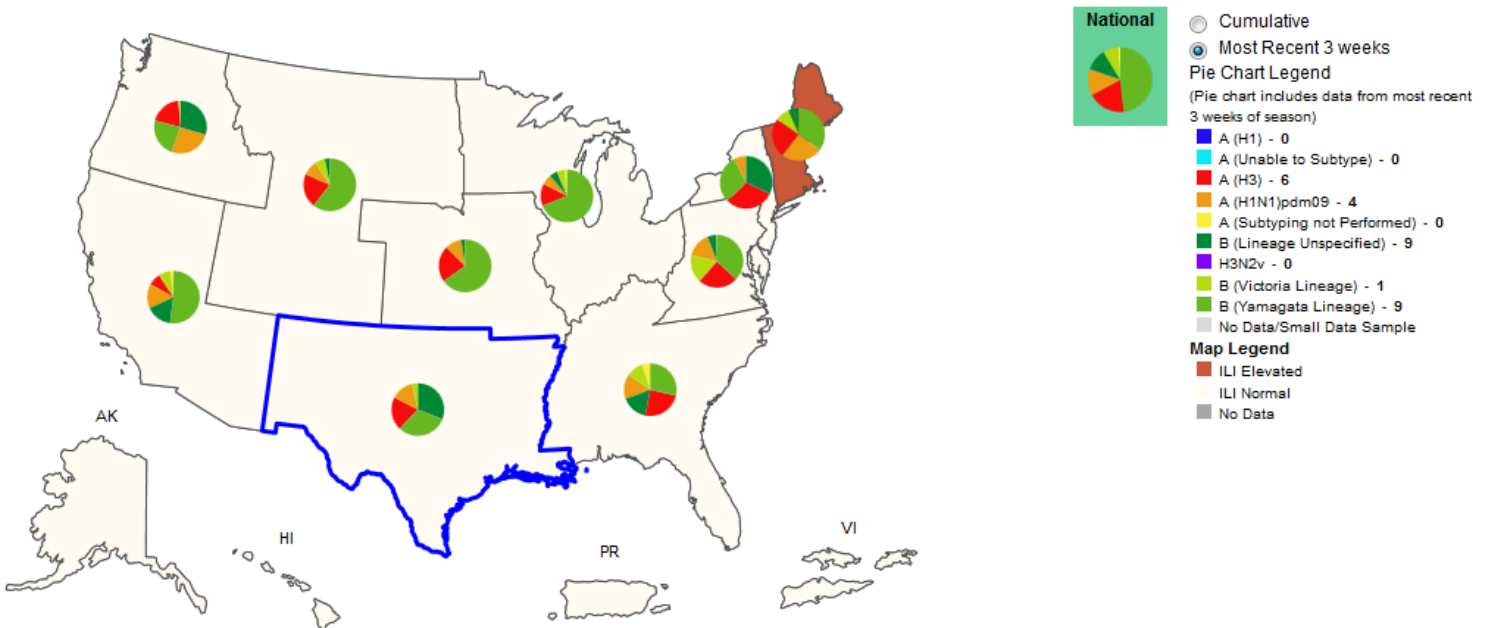 National
Cumulative
Most Recent 3 weeks
Pie Chart Legend
(Pie chart includes data from most recent
3 weeks of season)
A (H1) - 0
A (Unable to Subtype) - 0
A (H3) - 6
A (H1N1)pdm09 - 4
A (Subtyping not Performed) - 0
B (Lineage Unspecified) - 9
H3N2v - 0
B (Victoria Lineage) - 1
B (Yamagata Lineage) - 9
No Data/Small Data Sample
Map Legend
ILI Elevated
ILI Normal
No Data
AK
HI
PR
VI